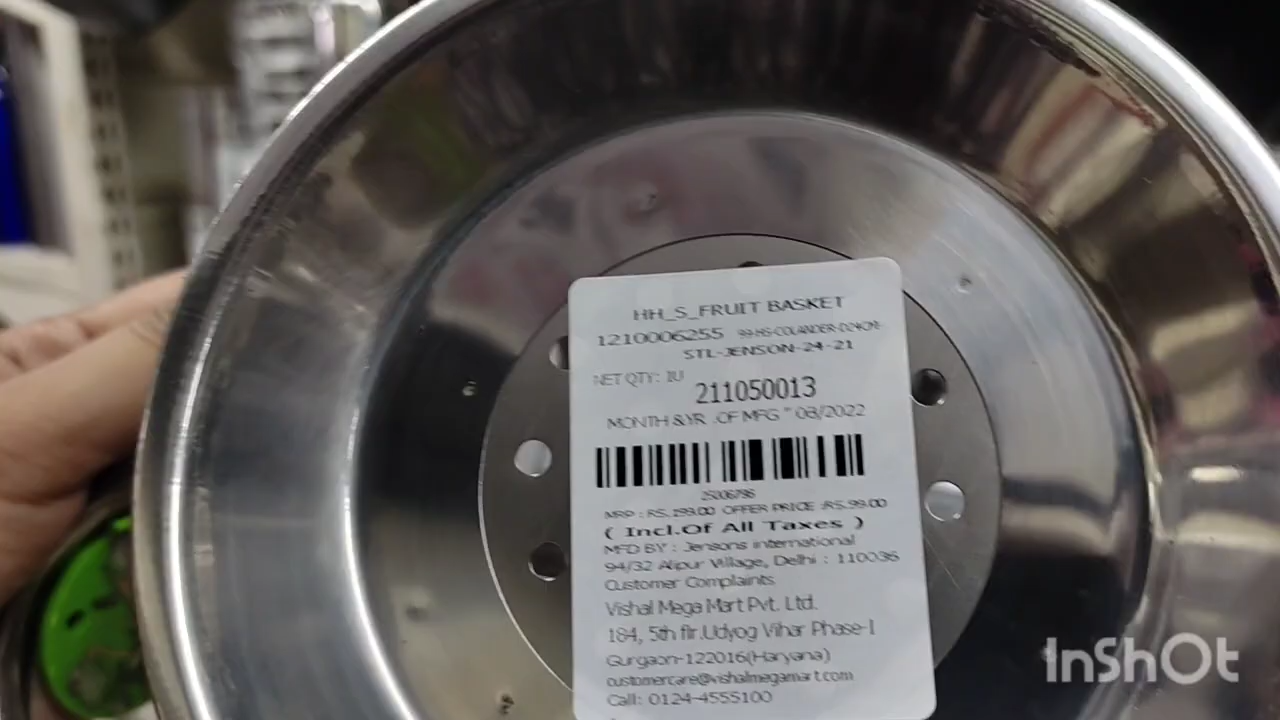 HH_S_FRUIT BASKET
1210006255 99-HS-COLANDER-D24CM-
STL-JENSON-24-21
NET QTY: 1U
211050013
MONTH &YR .OF MFG " 08/2022
25006796
MRP : RS.199.00 OFFER PRICE :RS.99.00
( Incl.Of All Taxes )
MFD BY : Jensons international
94/32 Alipur Village, Delhi : 110036
Customer Complaints
Vishal Mega Mart Pvt. Ltd.
184, 5th flr.Udyog Vihar Phase-I
Gurgaon-122016(Haryana)
customercare@vishalmegamart.com
Call: 0124-4555100
InShOt